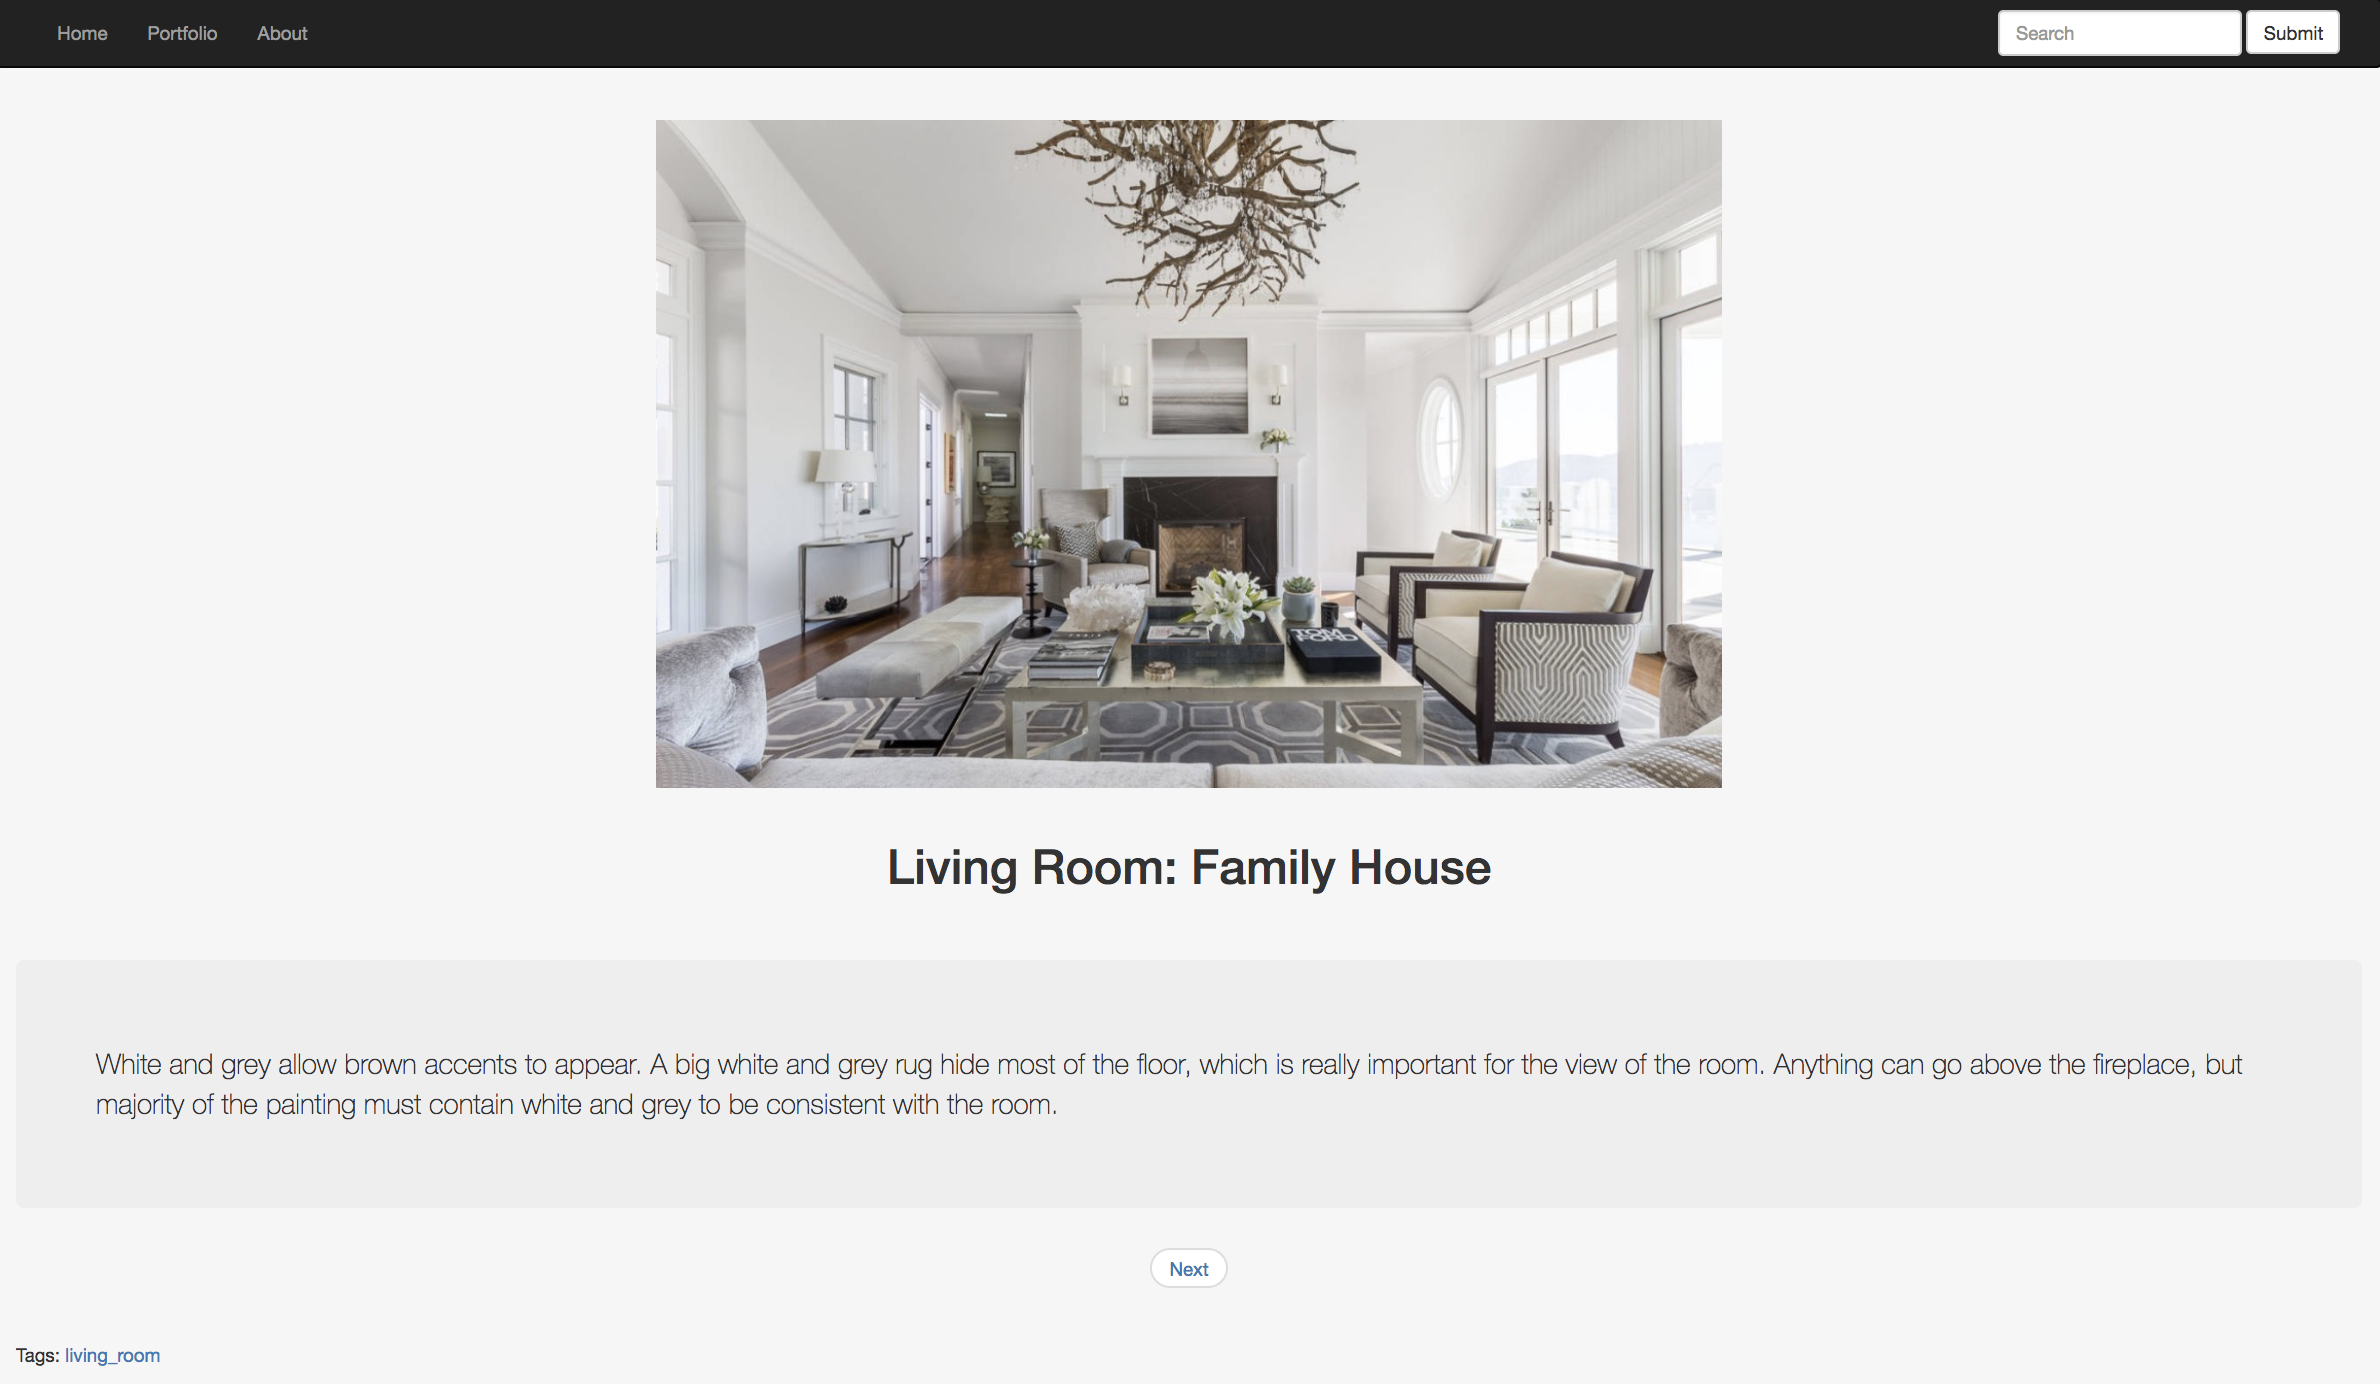 Home Portfolio About Search Submit
PARIS
TOM
FORD
Living Room: Family House
White and grey allow brown accents to appear. A big white and grey rug hide most of the floor, which is really important for the view of the room. Anything can go above the fireplace, but
majority of the painting must contain white and grey to be consistent with the room.
Next
Tags: living_room